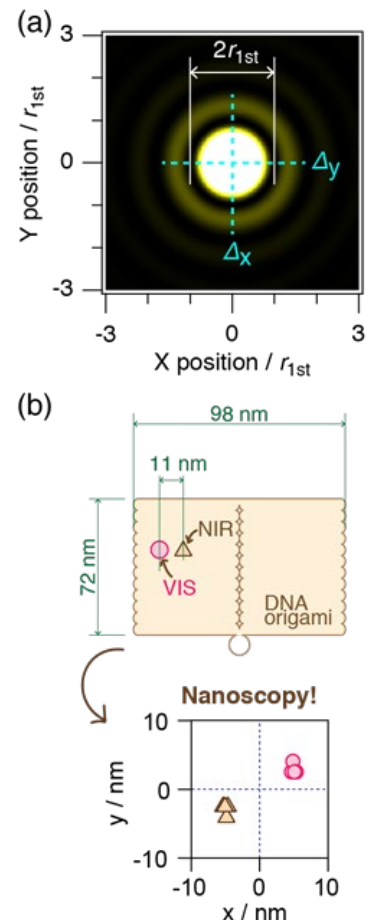 (a)
3
0
-3
Y position / r1st
2r1st
Δy
Δx
-3
0
3
X position / r1st
(b)
98 nm
11 nm
72 nm
NIR
VIS
DNA
origami
Nanoscopy!
10
0
-10
y / nm
-10
0
10
x / nm